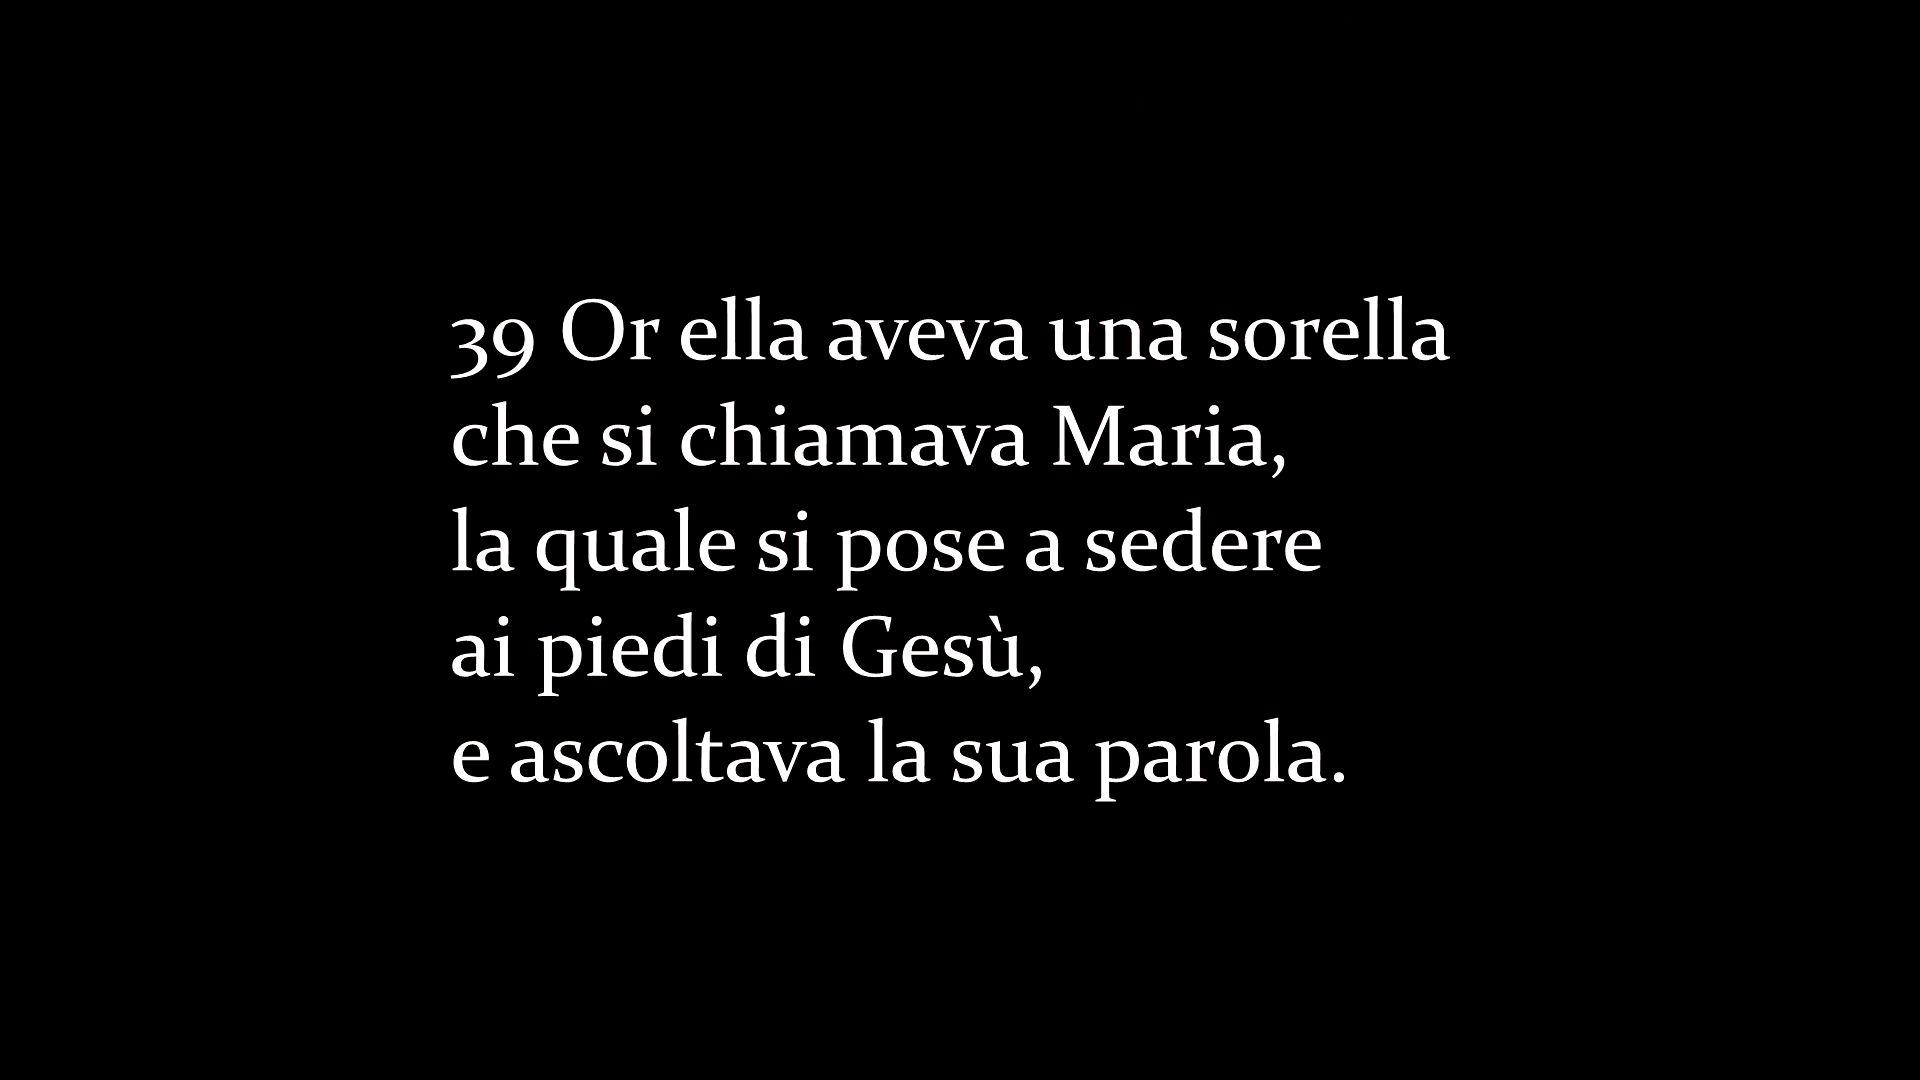 39 Or ella aveva una sorella
che si chiamava Maria,
la quale si pose a sedere
ai piedi di Gesù,
e ascoltava la sua parola.